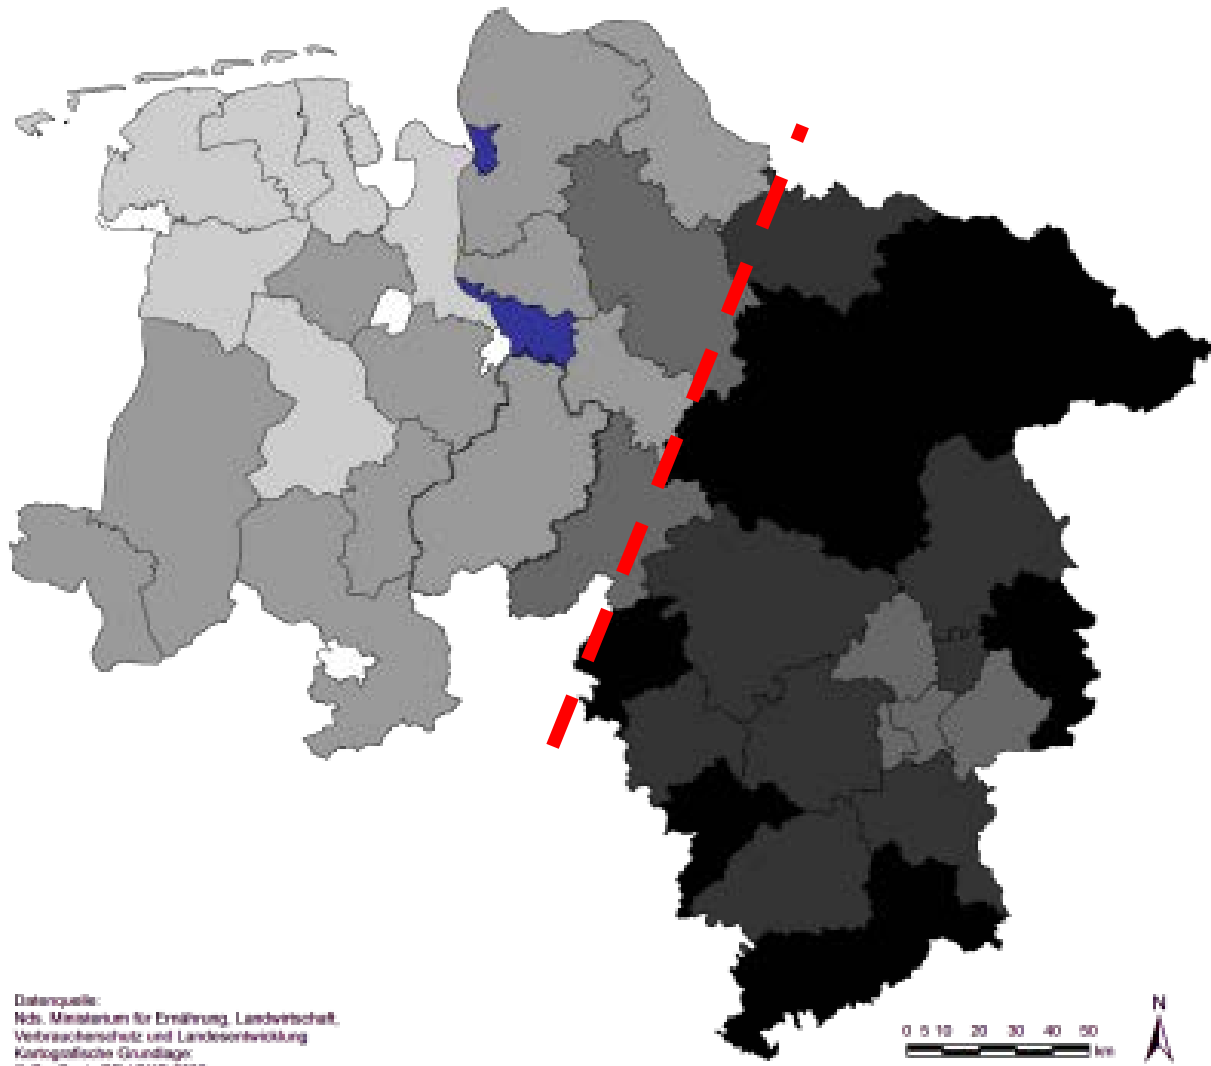 Datenquelle:
Nds. Ministerium für Ernährung, Landwirtschaft,
Verbraucherschutz und Landesentwicklung
Kartografische Grundlage:
N
0 5 10 20 30 40 50
km